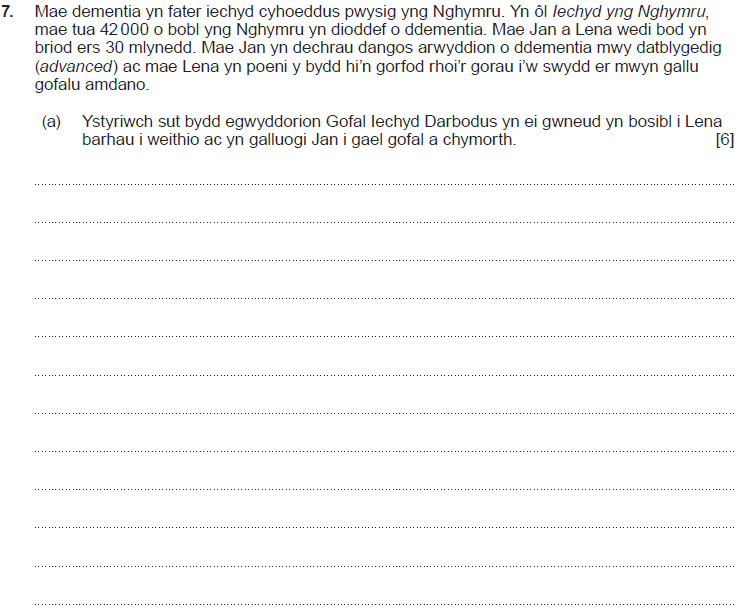 7. Mae dementia yn fater iechyd cyhoeddus pwysig yng Nghymru. Yn ôl Iechyd yng Nghymru,
mae tua 42 000 o bobl yng Nghymru yn dioddef o ddementia. Mae Jan a Lena wedi bod yn
briod ers 30 mlynedd. Mae Jan yn dechrau dangos arwyddion o ddementia mwy datblygedig
(advanced) ac mae Lena yn poeni y bydd hi'n gorfod rhoi'r gorau i'w swydd er mwyn gallu
gofalu amdano.
(a) Ystyriwch sut bydd egwyddorion Gofal Iechyd Darbodus yn ei gwneud yn bosibl i Lena
barhau i weithio ac yn galluogi Jan i gael gofal a chymorth. [6]